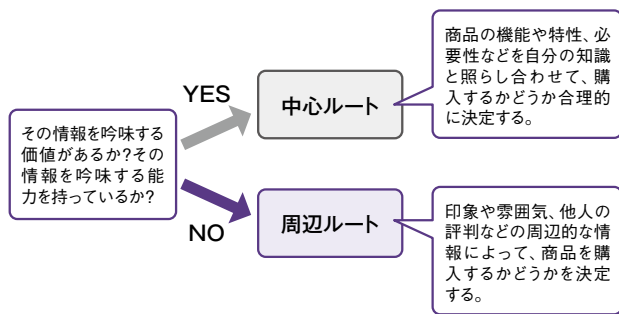 その情報を吟味する
価値があるか?その
情報を吟味する能
力を持っているか?
YES
中心ルート
商品の機能や特性、必
要性などを自分の知識
と照らし合わせて、購
入するかどうか合理的
に決定する。
NO
周辺ルート
印象や雰囲気、他人の
評判などの周辺的な情
報によって、商品を購
入するかどうかを決定
する。